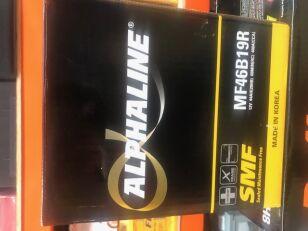 ALPHALINE®
MF46B19R
MADE IN KOREA
SMF
Sealed Maintenance Free